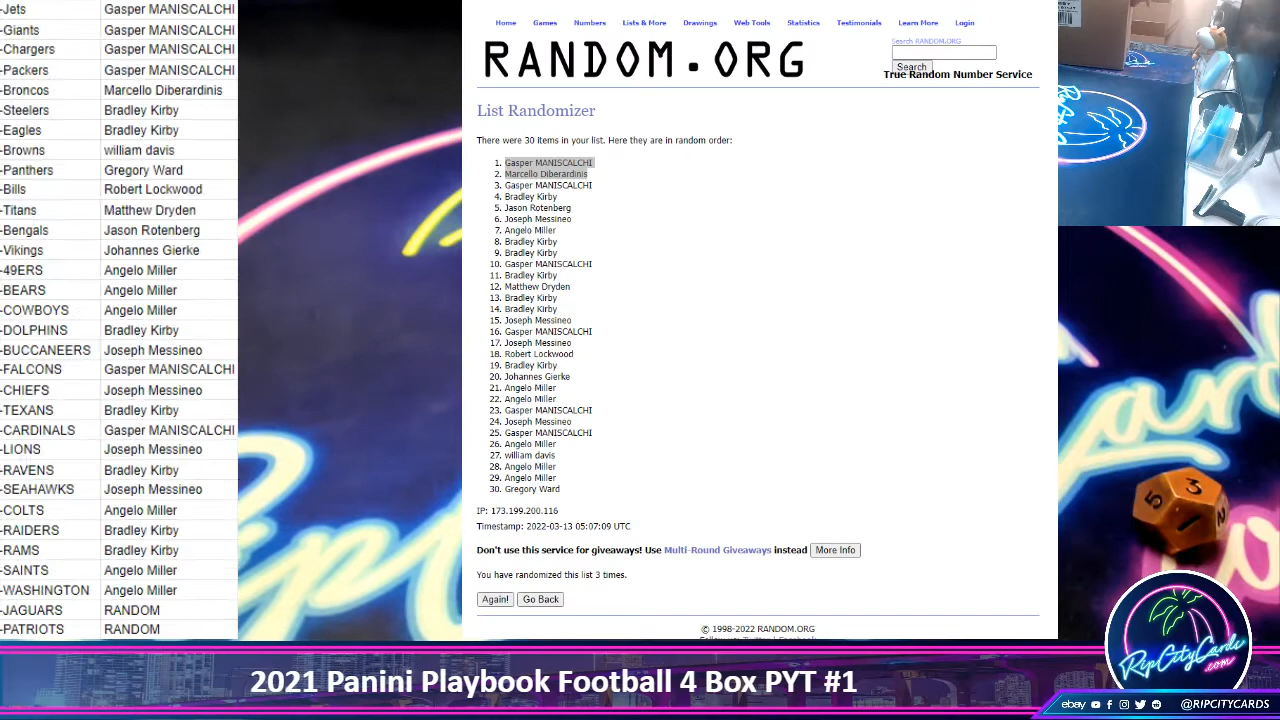 -Jets Gasper MANISCALCHI
-Giants Gasper MANISCALCHI
-Chargers Gasper MANISCALCHI
-Packers Gasper MANISCALCHI
-Broncos Marcello Diberardinis
-Steelers Bradley Kirby
-Eagles Bradley Kirby
-Browns william davis
-Panthers Gregory Ward
-Bills Robert Lockwood
-Titans Matthew Dryden
-Bengals Jason Rotenberg
-Vikings Johannes Gierke
-49ERS Angelo Miller
-BEARS Angelo Miller
-COWBOYS Angelo Miller
-DOLPHINS Bradley Kirby
-BUCCANEERS Joseph Messineo
-FALCONS Gasper MANISCALCHI
-CHIEFS Joseph Messineo
-TEXANS Bradley Kirby
-CARDINALS Gasper MANISCALCHI
-LIONS Joseph Messineo
-RAVENS Bradley Kirby
-SEAHAWKS Joseph Messineo
-COLTS Angelo Miller
-RAIDERS Bradley Kirby
-RAMS Bradley Kirby
-SAINTS Angelo Miller
-WASHINGTON Angelo Miller
-JAGUARS RANDOM
-PATRIOTS RANDOM
Home Games Numbers Lists & More Drawings Web Tools Statistics Testimonials Learn More Login
RANDOM.ORG
Search RANDOM.ORG
Search
True Random Number Service
List Randomizer
There were 30 items in your list. Here they are in random order:
1. Gasper MANISCALCHI
2. Marcello Diberardinis
3. Gasper MANISCALCHI
4. Bradley Kirby
5. Jason Rotenberg
6. Joseph Messineo
7. Angelo Miller
8. Bradley Kirby
9. Bradley Kirby
10. Gasper MANISCALCHI
11. Bradley Kirby
12. Matthew Dryden
13. Bradley Kirby
14. Bradley Kirby
15. Joseph Messineo
16. Gasper MANISCALCHI
17. Joseph Messineo
18. Robert Lockwood
19. Bradley Kirby
20. Johannes Gierke
21. Angelo Miller
22. Angelo Miller
23. Gasper MANISCALCHI
24. Joseph Messineo
25. Gasper MANISCALCHI
26. Angelo Miller
27. william davis
28. Angelo Miller
29. Angelo Miller
30. Gregory Ward
IP: 173.199.200.116
Timestamp: 2022-03-13 05:07:09 UTC
Don't use this service for giveaways! Use Multi-Round Giveaways instead More Info
You have randomized this list 3 times.
Again! Go Back
© 1998-2022 RANDOM.ORG
Follow us: Twitter | Facebook
5 3
RipCityCards
.com
2021 Panini Playbook Football 4 Box PYT #1
ebay @RIPCITYCARDS